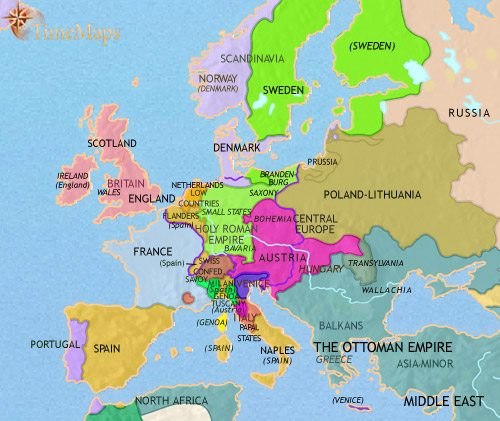 TimeMaps
SCANDINAVIA
(SWEDEN)
NORWAY
(DENMARK)
SWEDEN
RUSSIA
SCOTLAND
DENMARK
PRUSSIA
IRELAND
(England)
BRITAIN
WALES
ENGLAND
NETHERLANDS
LOW
COUNTRIES
FLANDERS
(Spain)
BRANDEN
BURG
SAXONY
SMALL STATES
POLAND-LITHUANIA
HOLY ROMAN
EMPIRE
BOHEMIA
CENTRAL
EUROPE
BAVARIA
FRANCE
(Spain)
SWISS
CONFED.
SAVOY
AUSTRIA
HUNGARY
TRANSYLVANIA
MILAN
(Spain)
VENICE
GENOA
TUSCANY
(Austria)
WALLACHIA
(GENOA)
ITALY
PAPAL
STATES
BALKANS
PORTUGAL
SPAIN
(SPAIN)
NAPLES
(SPAIN)
THE OTTOMAN EMPIRE
GREECE
ASIA-MINOR
NORTH AFRICA
(VENICE)
MIDDLE EAST